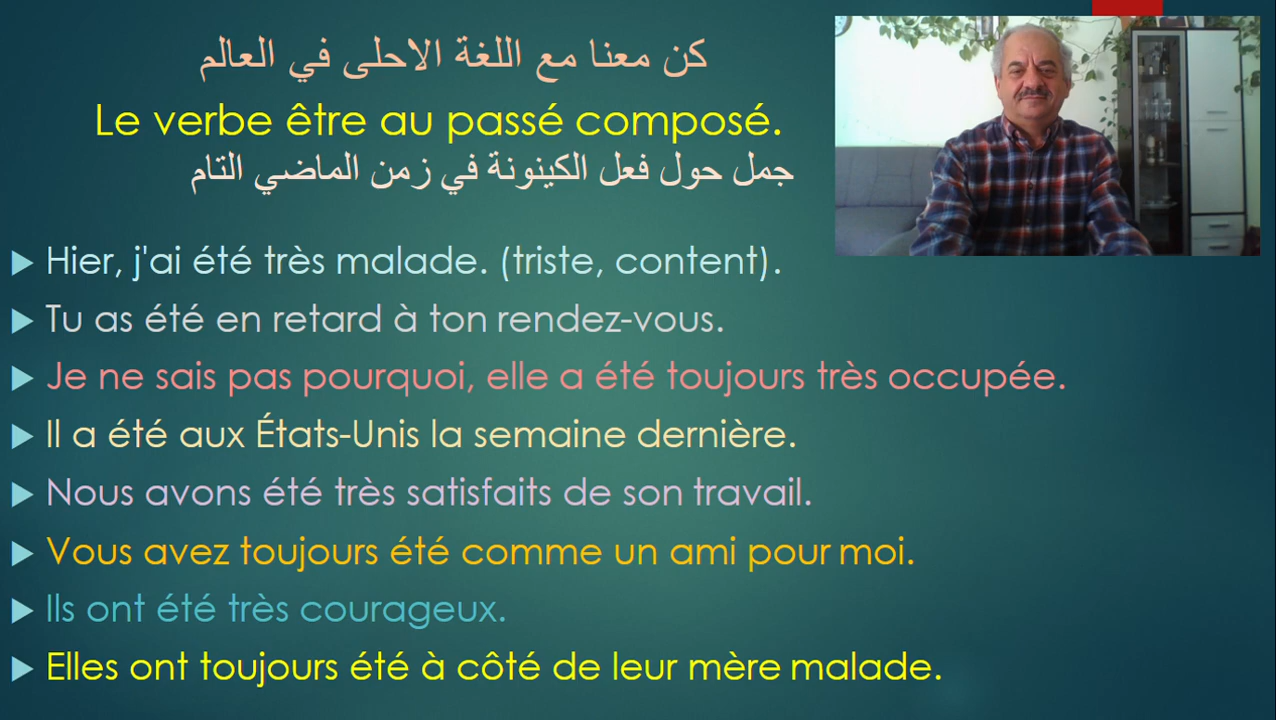 كن معنا مع اللغة الاحلى في العالم
Le verbe être au passé composé.
جمل حول فعل الكينونة في زمن الماضي التام
Hier, j'ai été très malade. (triste, content).
Tu as été en retard à ton rendez-vous.
Je ne sais pas pourquoi, elle a été toujours très occupée.
Il a été aux États-Unis la semaine dernière.
Nous avons été très satisfaits de son travail.
Vous avez toujours été comme un ami pour moi.
Ils ont été très courageux.
Elles ont toujours été à côté de leur mère malade.